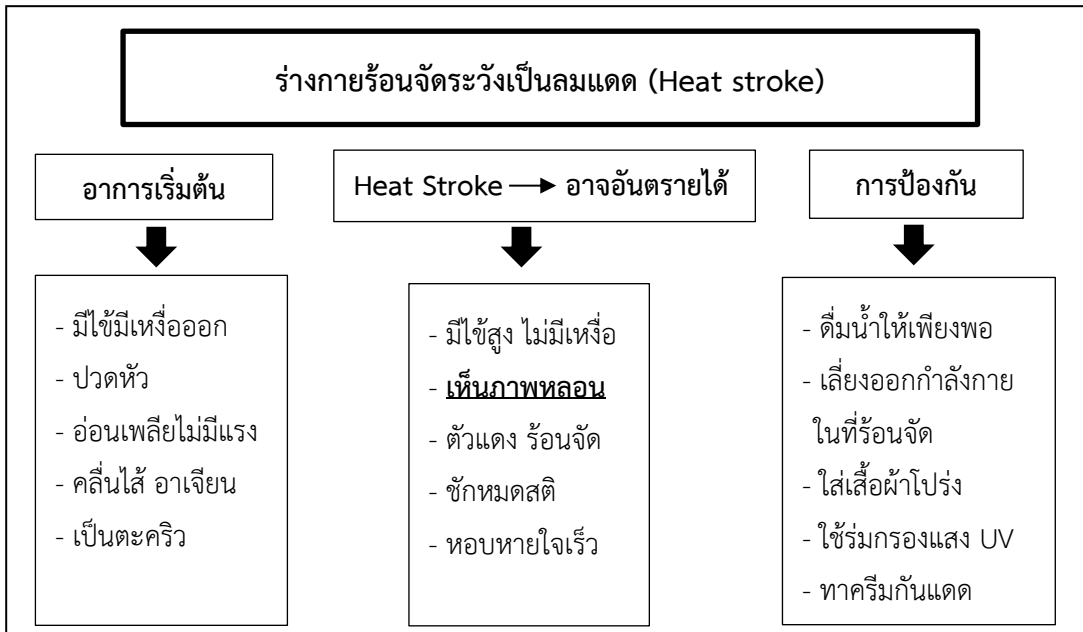 ร่างกายร้อนจัดระวังเป็นลมแดด (Heat stroke)
อาการเริ่มต้น
- มีไข้มีเหงื่อออก
- ปวดหัว
- อ่อนเพลียไม่มีแรง
- คลื่นไส้ อาเจียน
- เป็นตะคริว
Heat Stroke → อาจอันตรายได้
- มีไข้สูง ไม่มีเหงื่อ
- เห็นภาพหลอน
- ตัวแดง ร้อนจัด
- ชักหมดสติ
- หอบหายใจเร็ว
การป้องกัน
- ดื่มน้ำให้เพียงพอ
- เลี่ยงออกกำลังกาย
ในที่ร้อนจัด
- ใส่เสื้อผ้าโปร่ง
- ใช้ร่มกรองแสง UV
- ทาครีมกันแดด